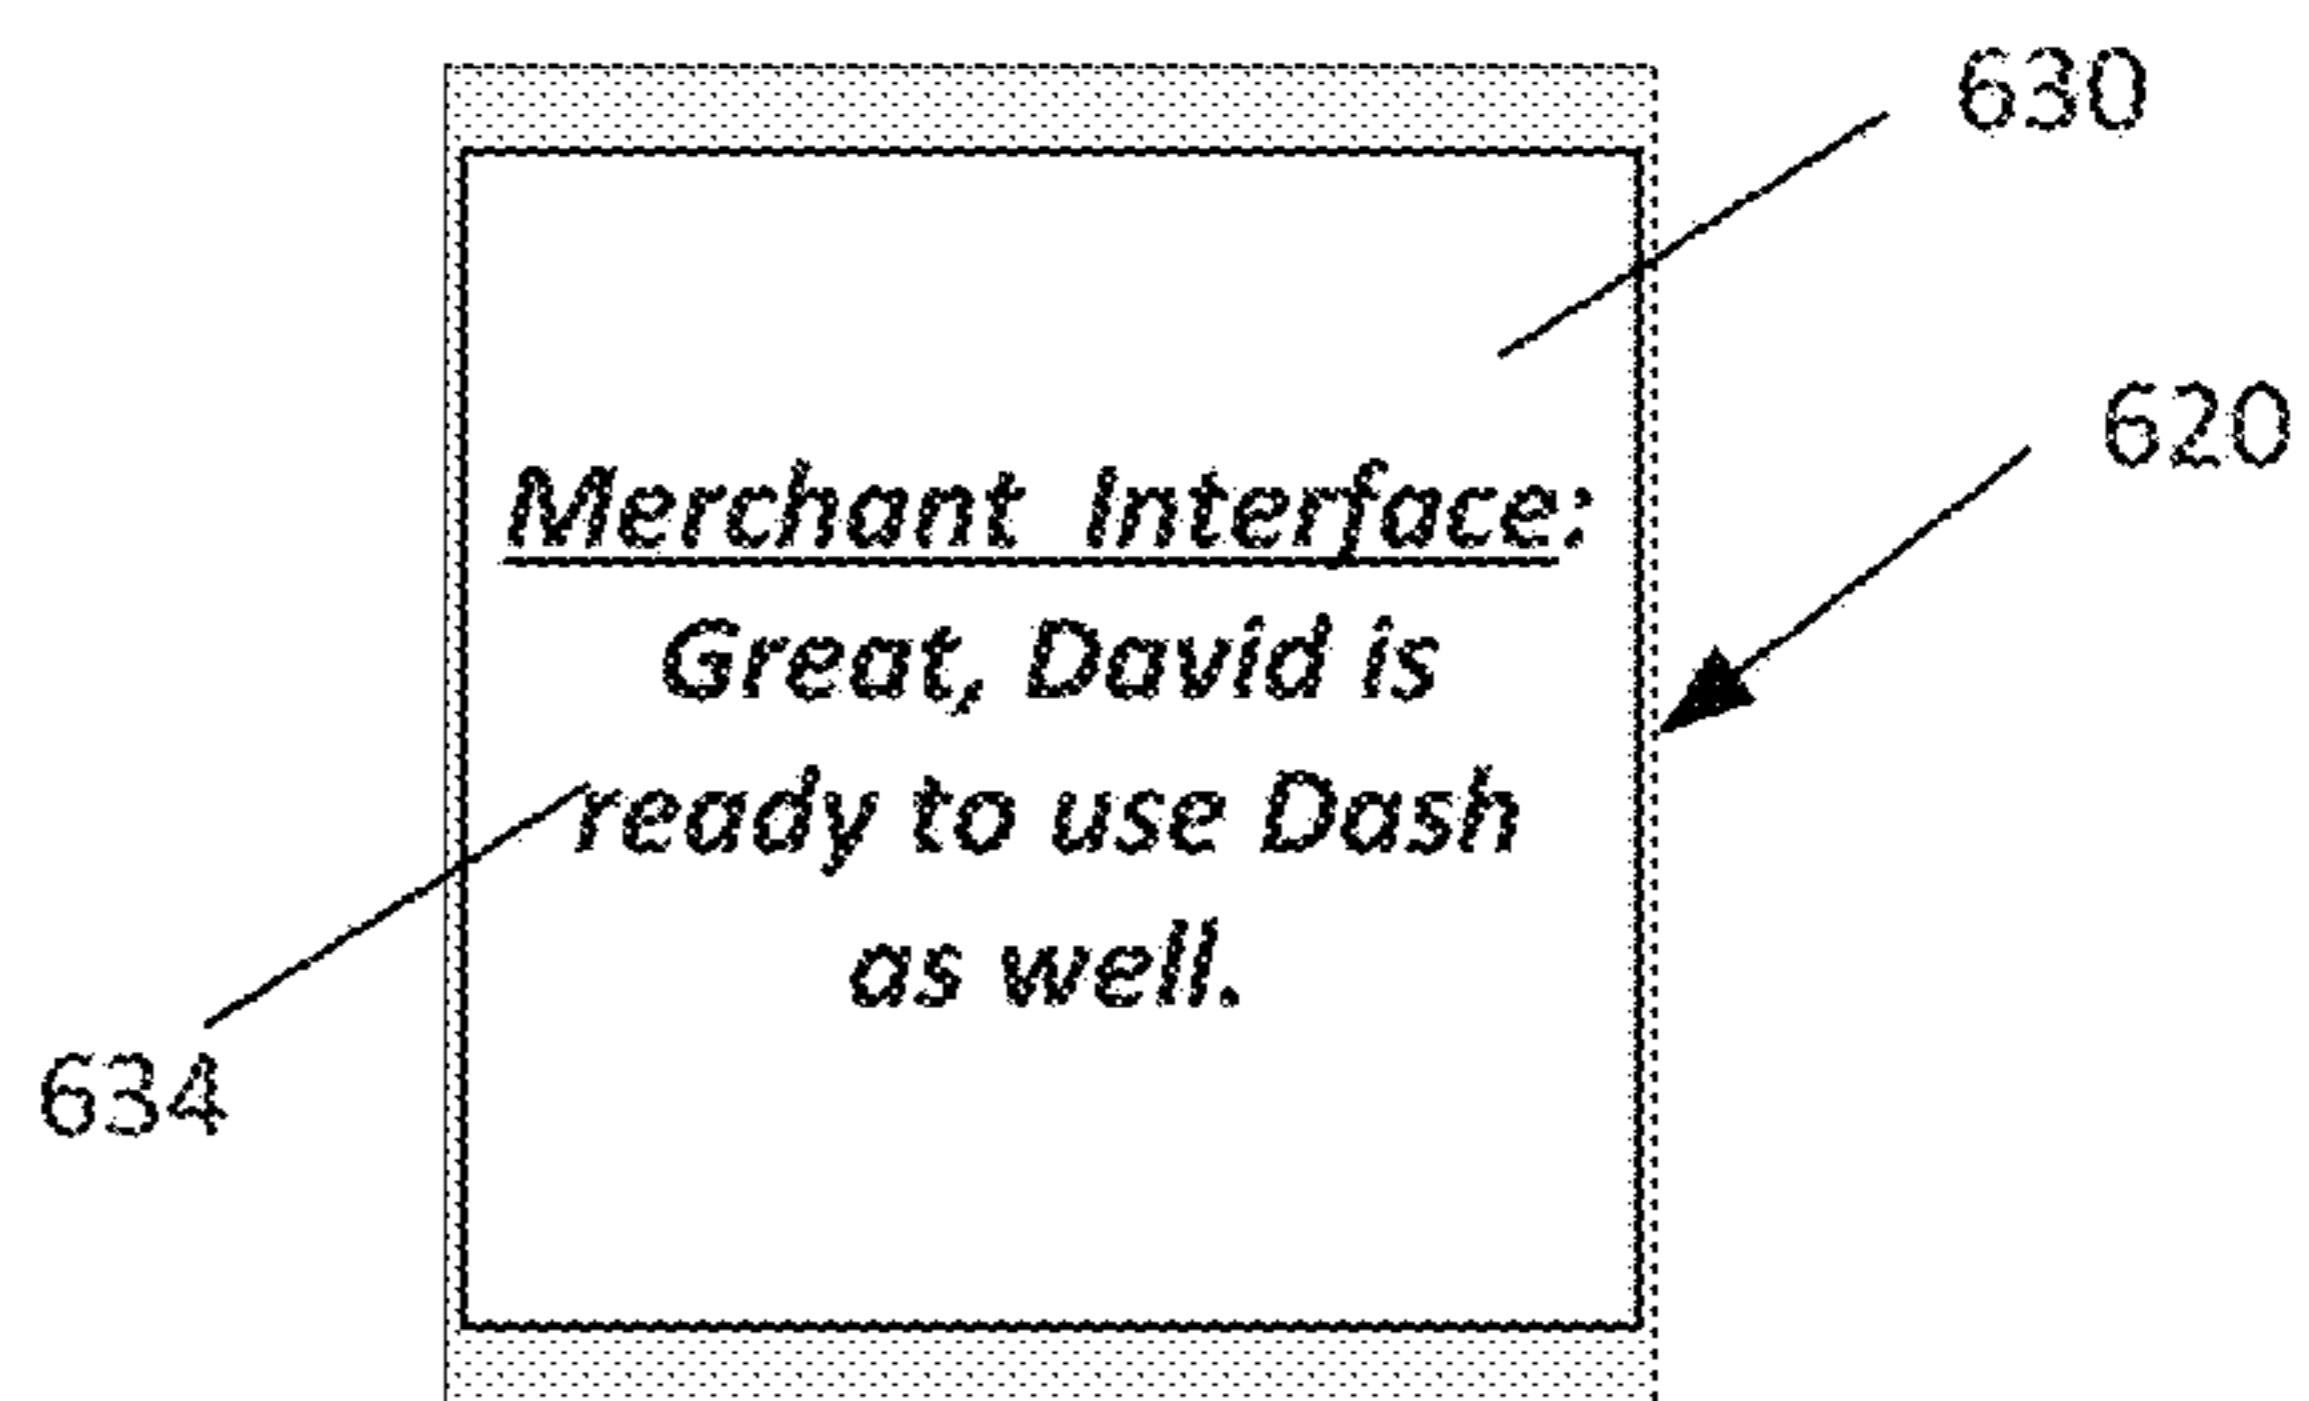 630
620
Merchant Interface:
Great, David is
ready to use Dash
as well.
634